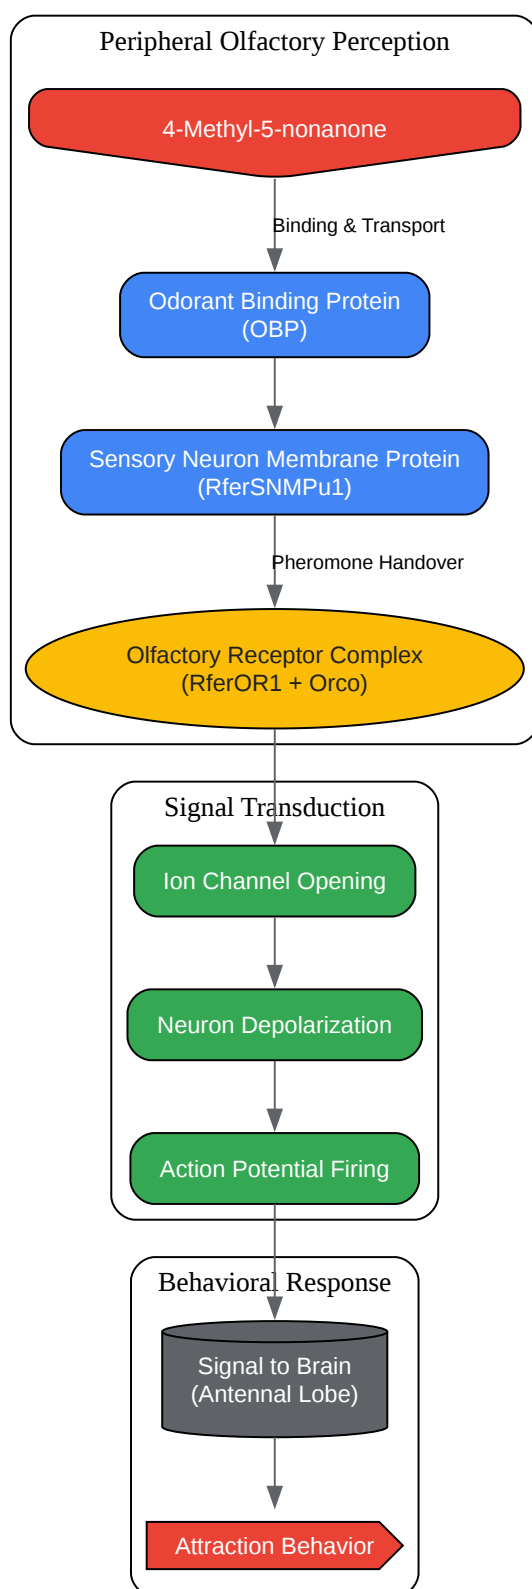 Peripheral Olfactory Perception
4-Methyl-5-nonanone
Binding & Transport
Odorant Binding Protein
(OBP)
Sensory Neuron Membrane Protein
(RferSNMPu1)
Pheromone Handover
Olfactory Receptor Complex
(RferOR1 + Orco)
Signal Transduction
Ion Channel Opening
Neuron Depolarization
Action Potential Firing
Behavioral Response
Signal to Brain
(Antennal Lobe)
Attraction Behavior